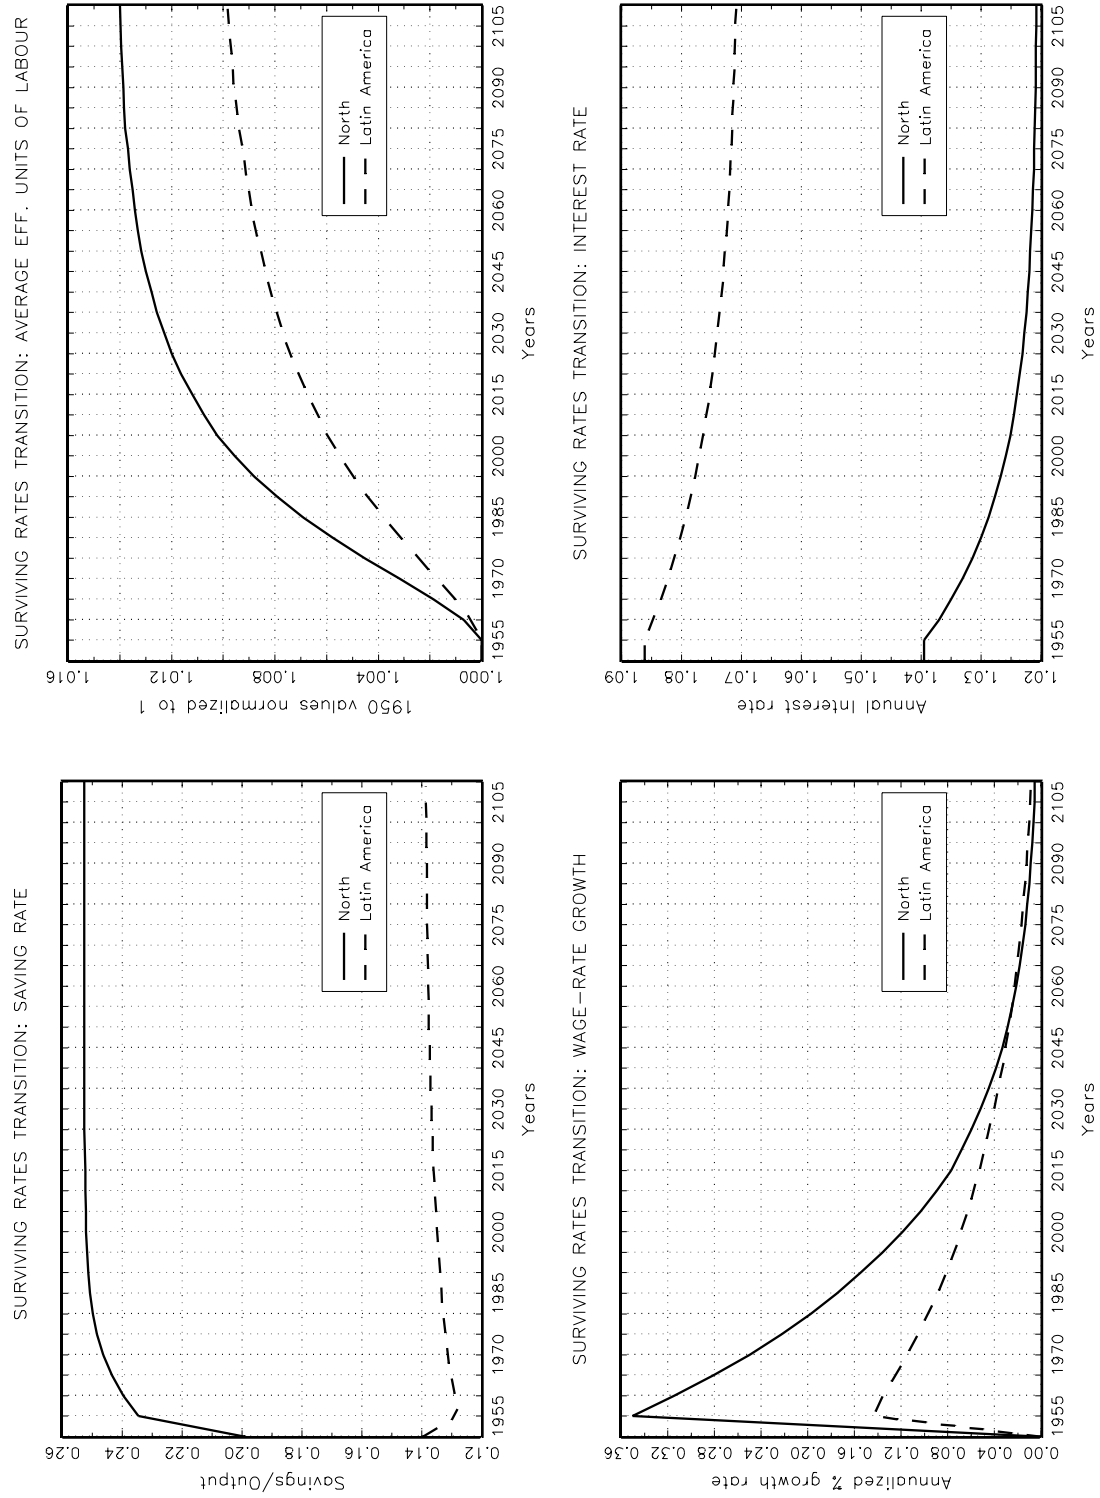 SURVIVING RATES TRANSITION: SAVING RATE
Savings/Output
0.26
0.24
0.22
0.20
0.18
0.16
0.14
0.12
North
Latin America
1955 1970 1985 2000 2015 2030 2045 2060 2075 2090 2105
Years
SURVIVING RATES TRANSITION: AVERAGE EFF. UNITS OF LABOUR
1950 values normalized to 1
1.016
1.012
1.008
1.004
1.000
North
Latin America
1955 1970 1985 2000 2015 2030 2045 2060 2075 2090 2105
Years
SURVIVING RATES TRANSITION: WAGE-RATE GROWTH
Annualized % growth rate
0.36
0.32
0.28
0.24
0.20
0.16
0.12
0.08
0.04
0.00
North
Latin America
1955 1970 1985 2000 2015 2030 2045 2060 2075 2090 2105
Years
SURVIVING RATES TRANSITION: INTEREST RATE
Annual Interest rate
1.09
1.08
1.07
1.06
1.05
1.04
1.03
1.02
North
Latin America
1955 1970 1985 2000 2015 2030 2045 2060 2075 2090 2105
Years